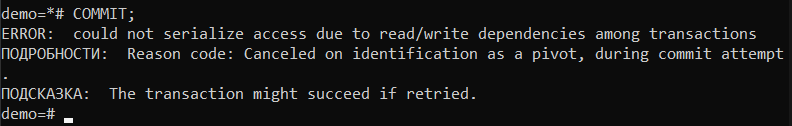 demo=*# COMMIT;
ERROR:  could not serialize access due to read/write dependencies among transactions
ПОДРОБНОСТИ:  Reason code: Canceled on identification as a pivot, during commit attempt
.
ПОДСКАЗКА:  The transaction might succeed if retried.
demo=#